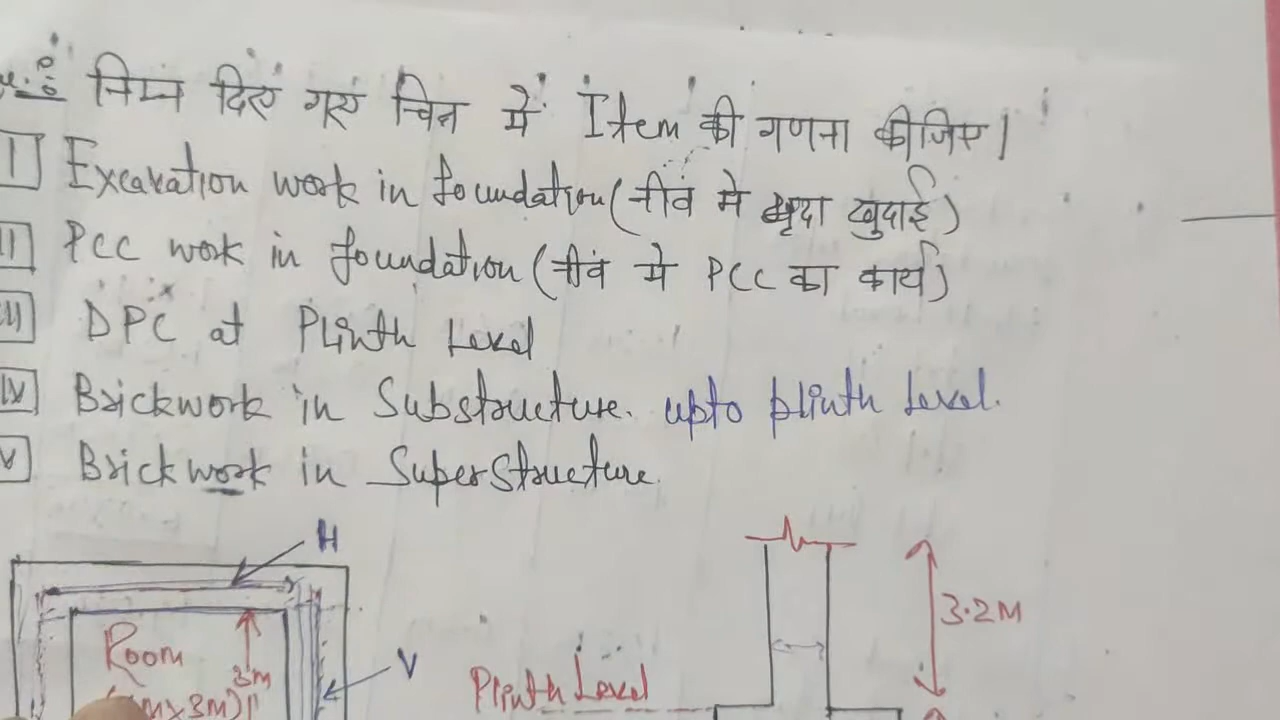 निम्न दिए गए चित्र में Item की गणना कीजिए।
I Excavation work in foundation (नीवं मे खुदाई)
II PCC work in foundation (नीवं मे PCC का कार्य)
III DPC at Plinth Level
IV Brickwork in Substructure. upto plinth Level.
V Brickwork in SuperStructure.
H
3.2M
Room
3m
V
Plinth Level
x3m)